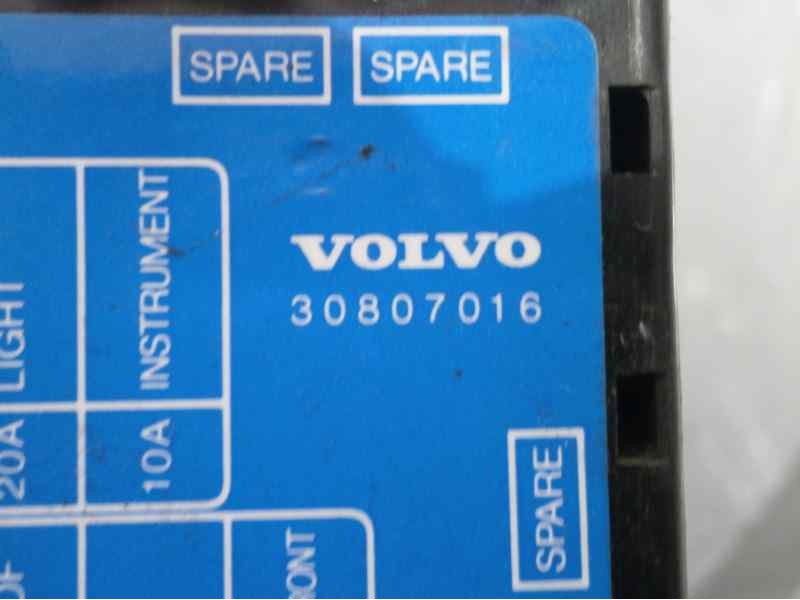 SPARE SPARE
VOLVO
30807016
LIGHT
20A
INSTRUMENT
10A
SPARE